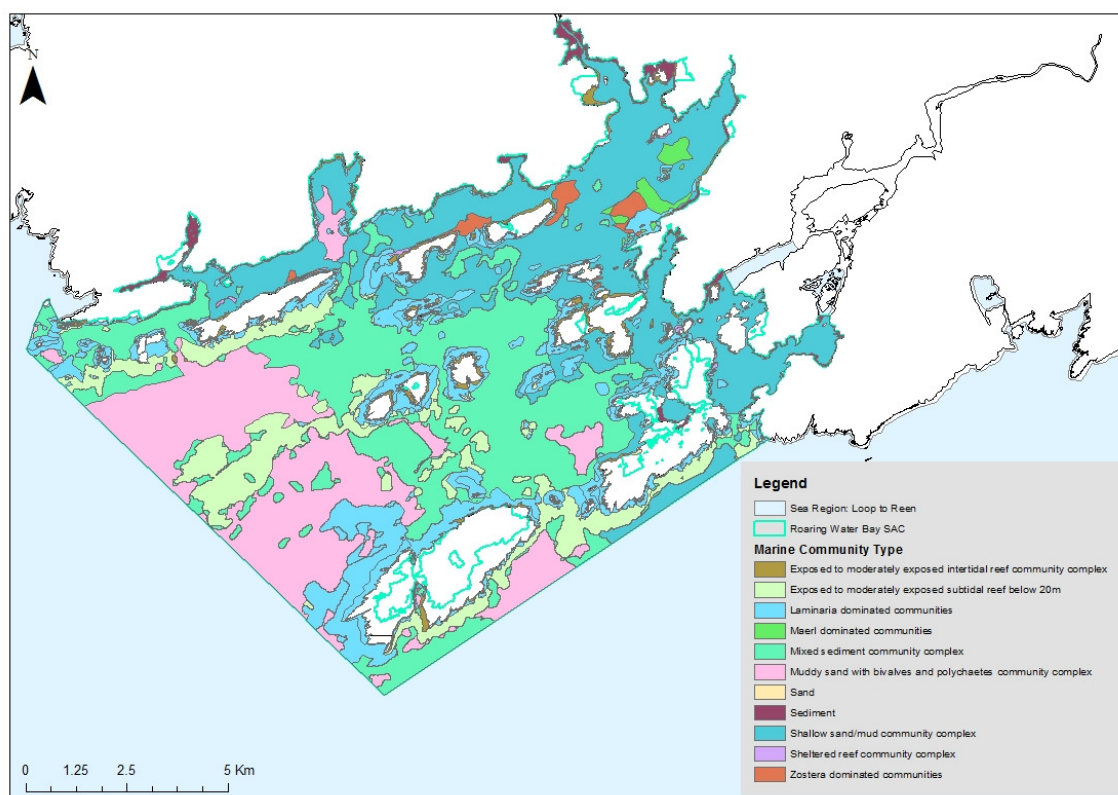 N
Legend
Sea Region: Loop to Reen
Roaring Water Bay SAC
Marine Community Type
Exposed to moderately exposed intertidal reef community complex
Exposed to moderately exposed subtidal reef below 20m
Laminaria dominated communities
Maerl dominated communities
Mixed sediment community complex
Muddy sand with bivalves and polychaetes community complex
Sand
Sediment
Shallow sand/mud community complex
Sheltered reef community complex
Zostera dominated communities
0 1.25 2.5 5 Km